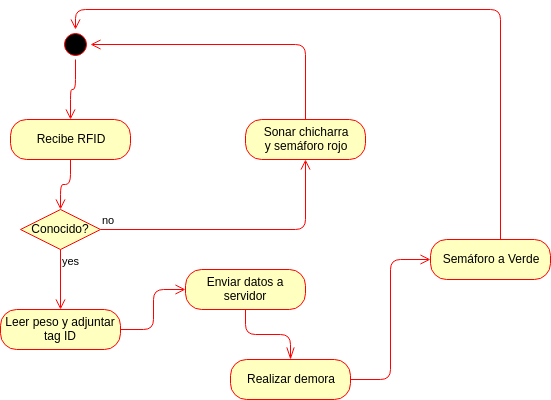 Recibe RFID
Sonar chicharra
y semáforo rojo
Conocido?
no
yes
Semáforo a Verde
Enviar datos a
servidor
Leer peso y adjuntar
tag ID
Realizar demora